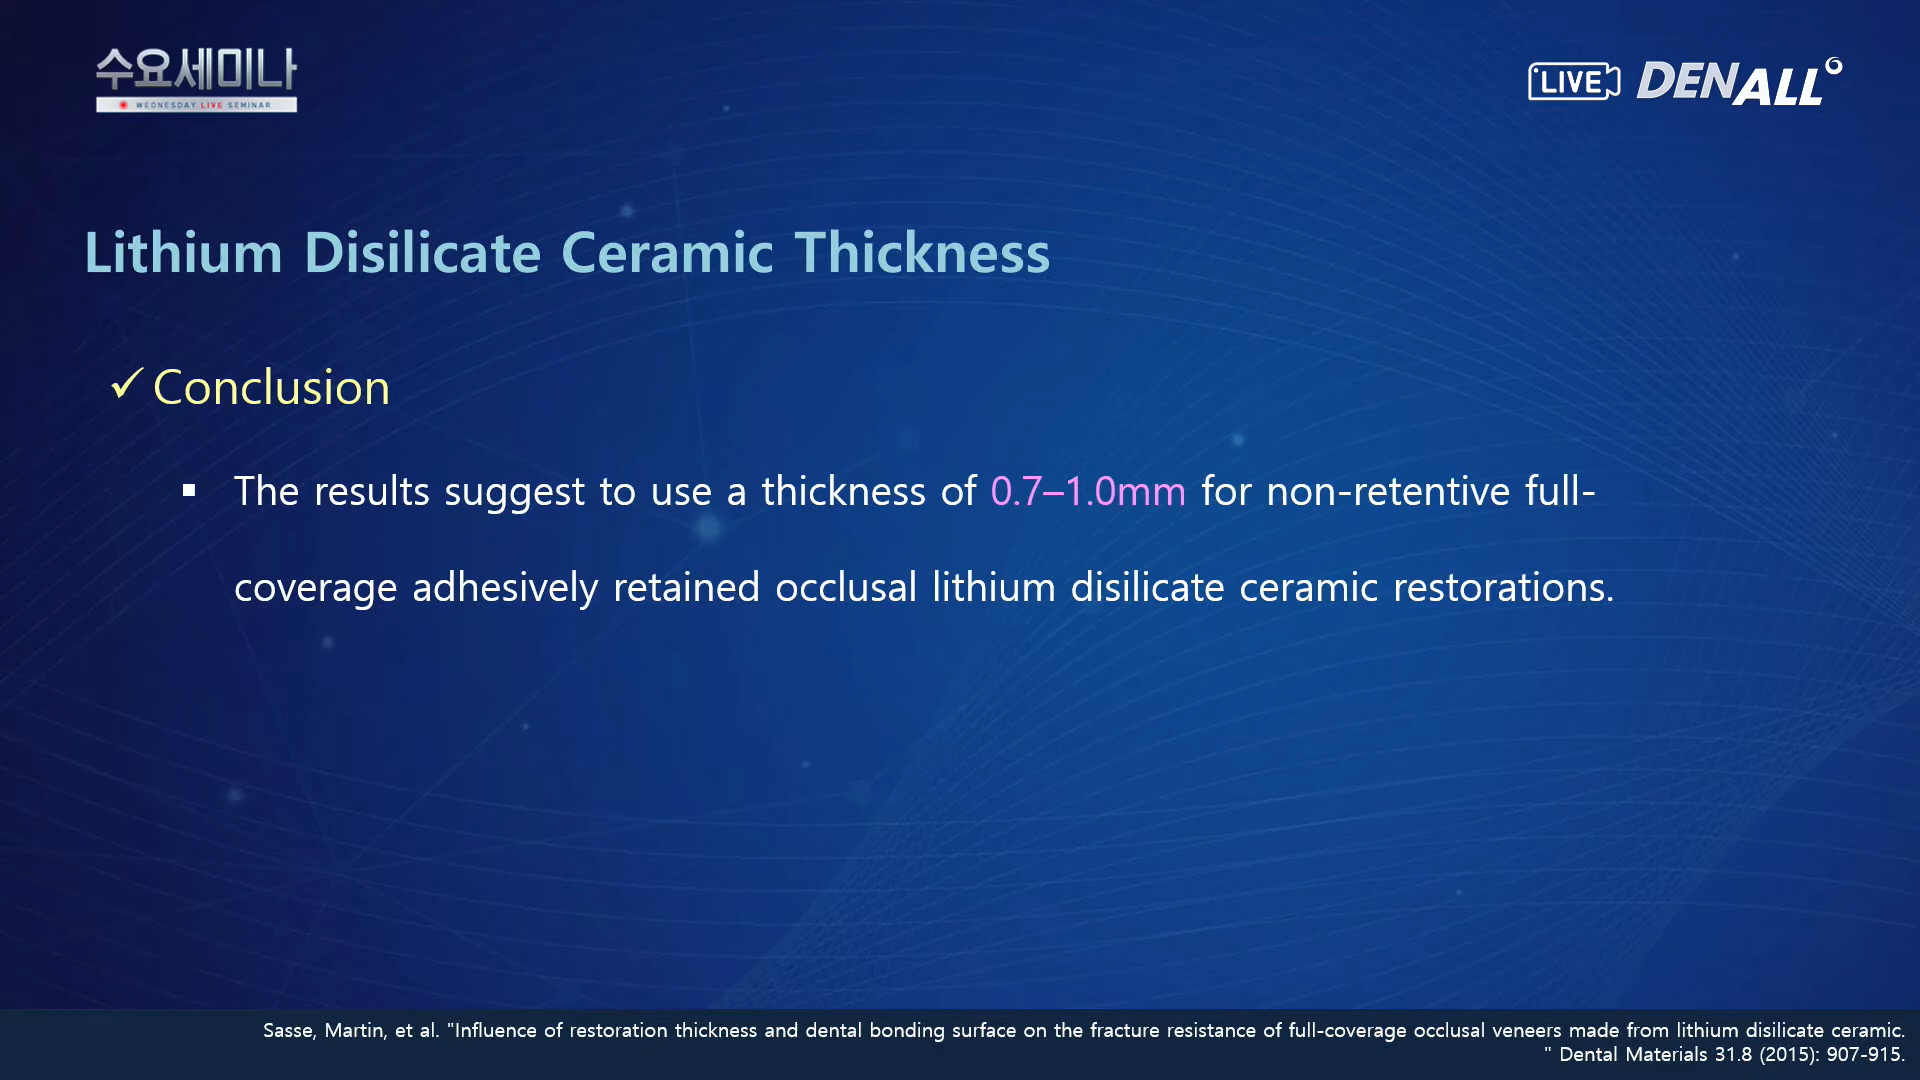 수요세미나
WEDNESDAY LIVE SEMINAR
LIVE DENALL
Lithium Disilicate Ceramic Thickness
✓ Conclusion
▪ The results suggest to use a thickness of 0.7–1.0mm for non-retentive full-
coverage adhesively retained occlusal lithium disilicate ceramic restorations.
Sasse, Martin, et al. "Influence of restoration thickness and dental bonding surface on the fracture resistance of full-coverage occlusal veneers made from lithium disilicate ceramic.
" Dental Materials 31.8 (2015): 907-915.